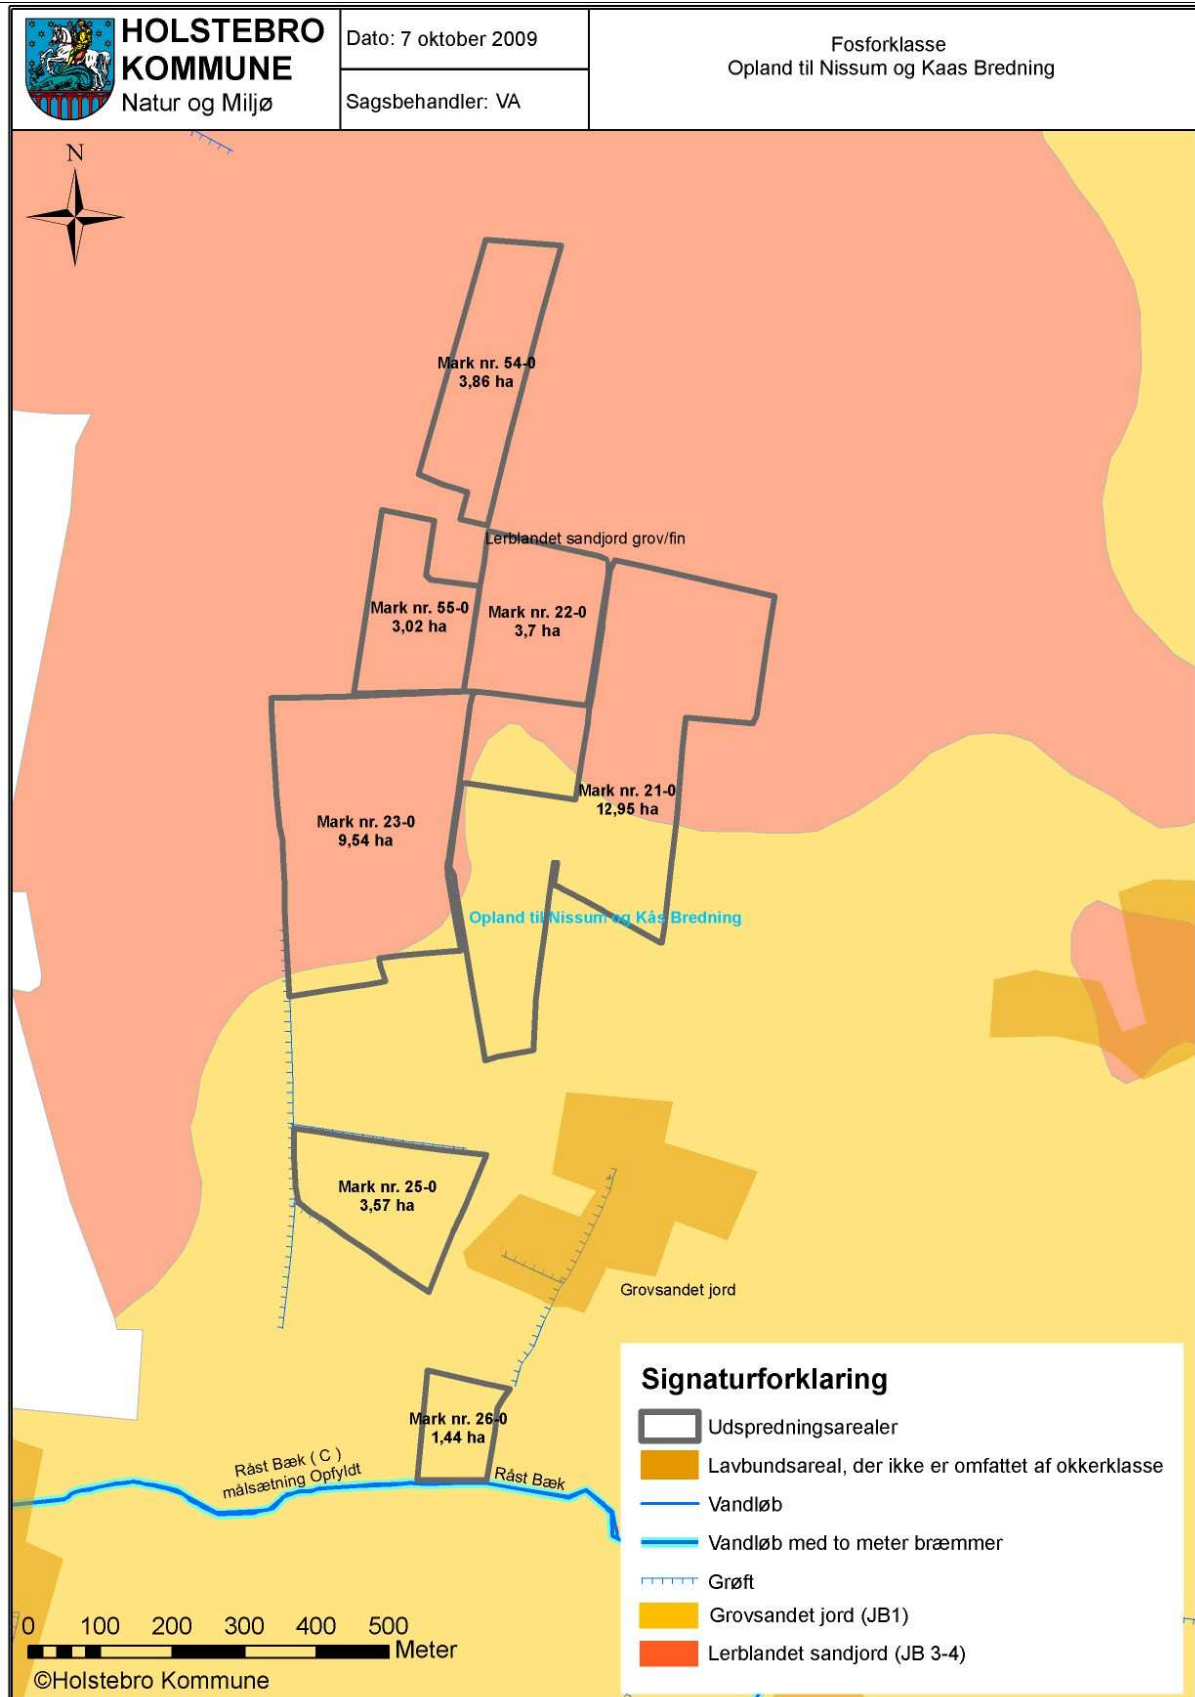 HOLSTEBRO
KOMMUNE
Natur og Miljø
Dato: 7 oktober 2009
Sagsbehandler: VA
Fosforklasse
Opland til Nissum og Kaas Bredning
N
Mark nr. 54-0
3,86 ha
Lerblandet sandjord grov/fin
Mark nr. 55-0
3,02 ha
Mark nr. 22-0
3,7 ha
Mark nr. 21-0
12,95 ha
Mark nr. 23-0
9,54 ha
Opland til Nissum og Kås Bredning
Mark nr. 25-0
3,57 ha
Grovsandet jord
Mark nr. 26-0
1,44 ha
Råst Bæk ( C )
målsætning Opfyldt
Råst Bæk
Signaturforklaring
Udspredningsarealer
Lavbundsareal, der ikke er omfattet af okkerklasse
Vandløb
Vandløb med to meter bræmmer
Grøft
Grovsandet jord (JB1)
Lerblandet sandjord (JB 3-4)
0 100 200 300 400 500
Meter
©Holstebro Kommune